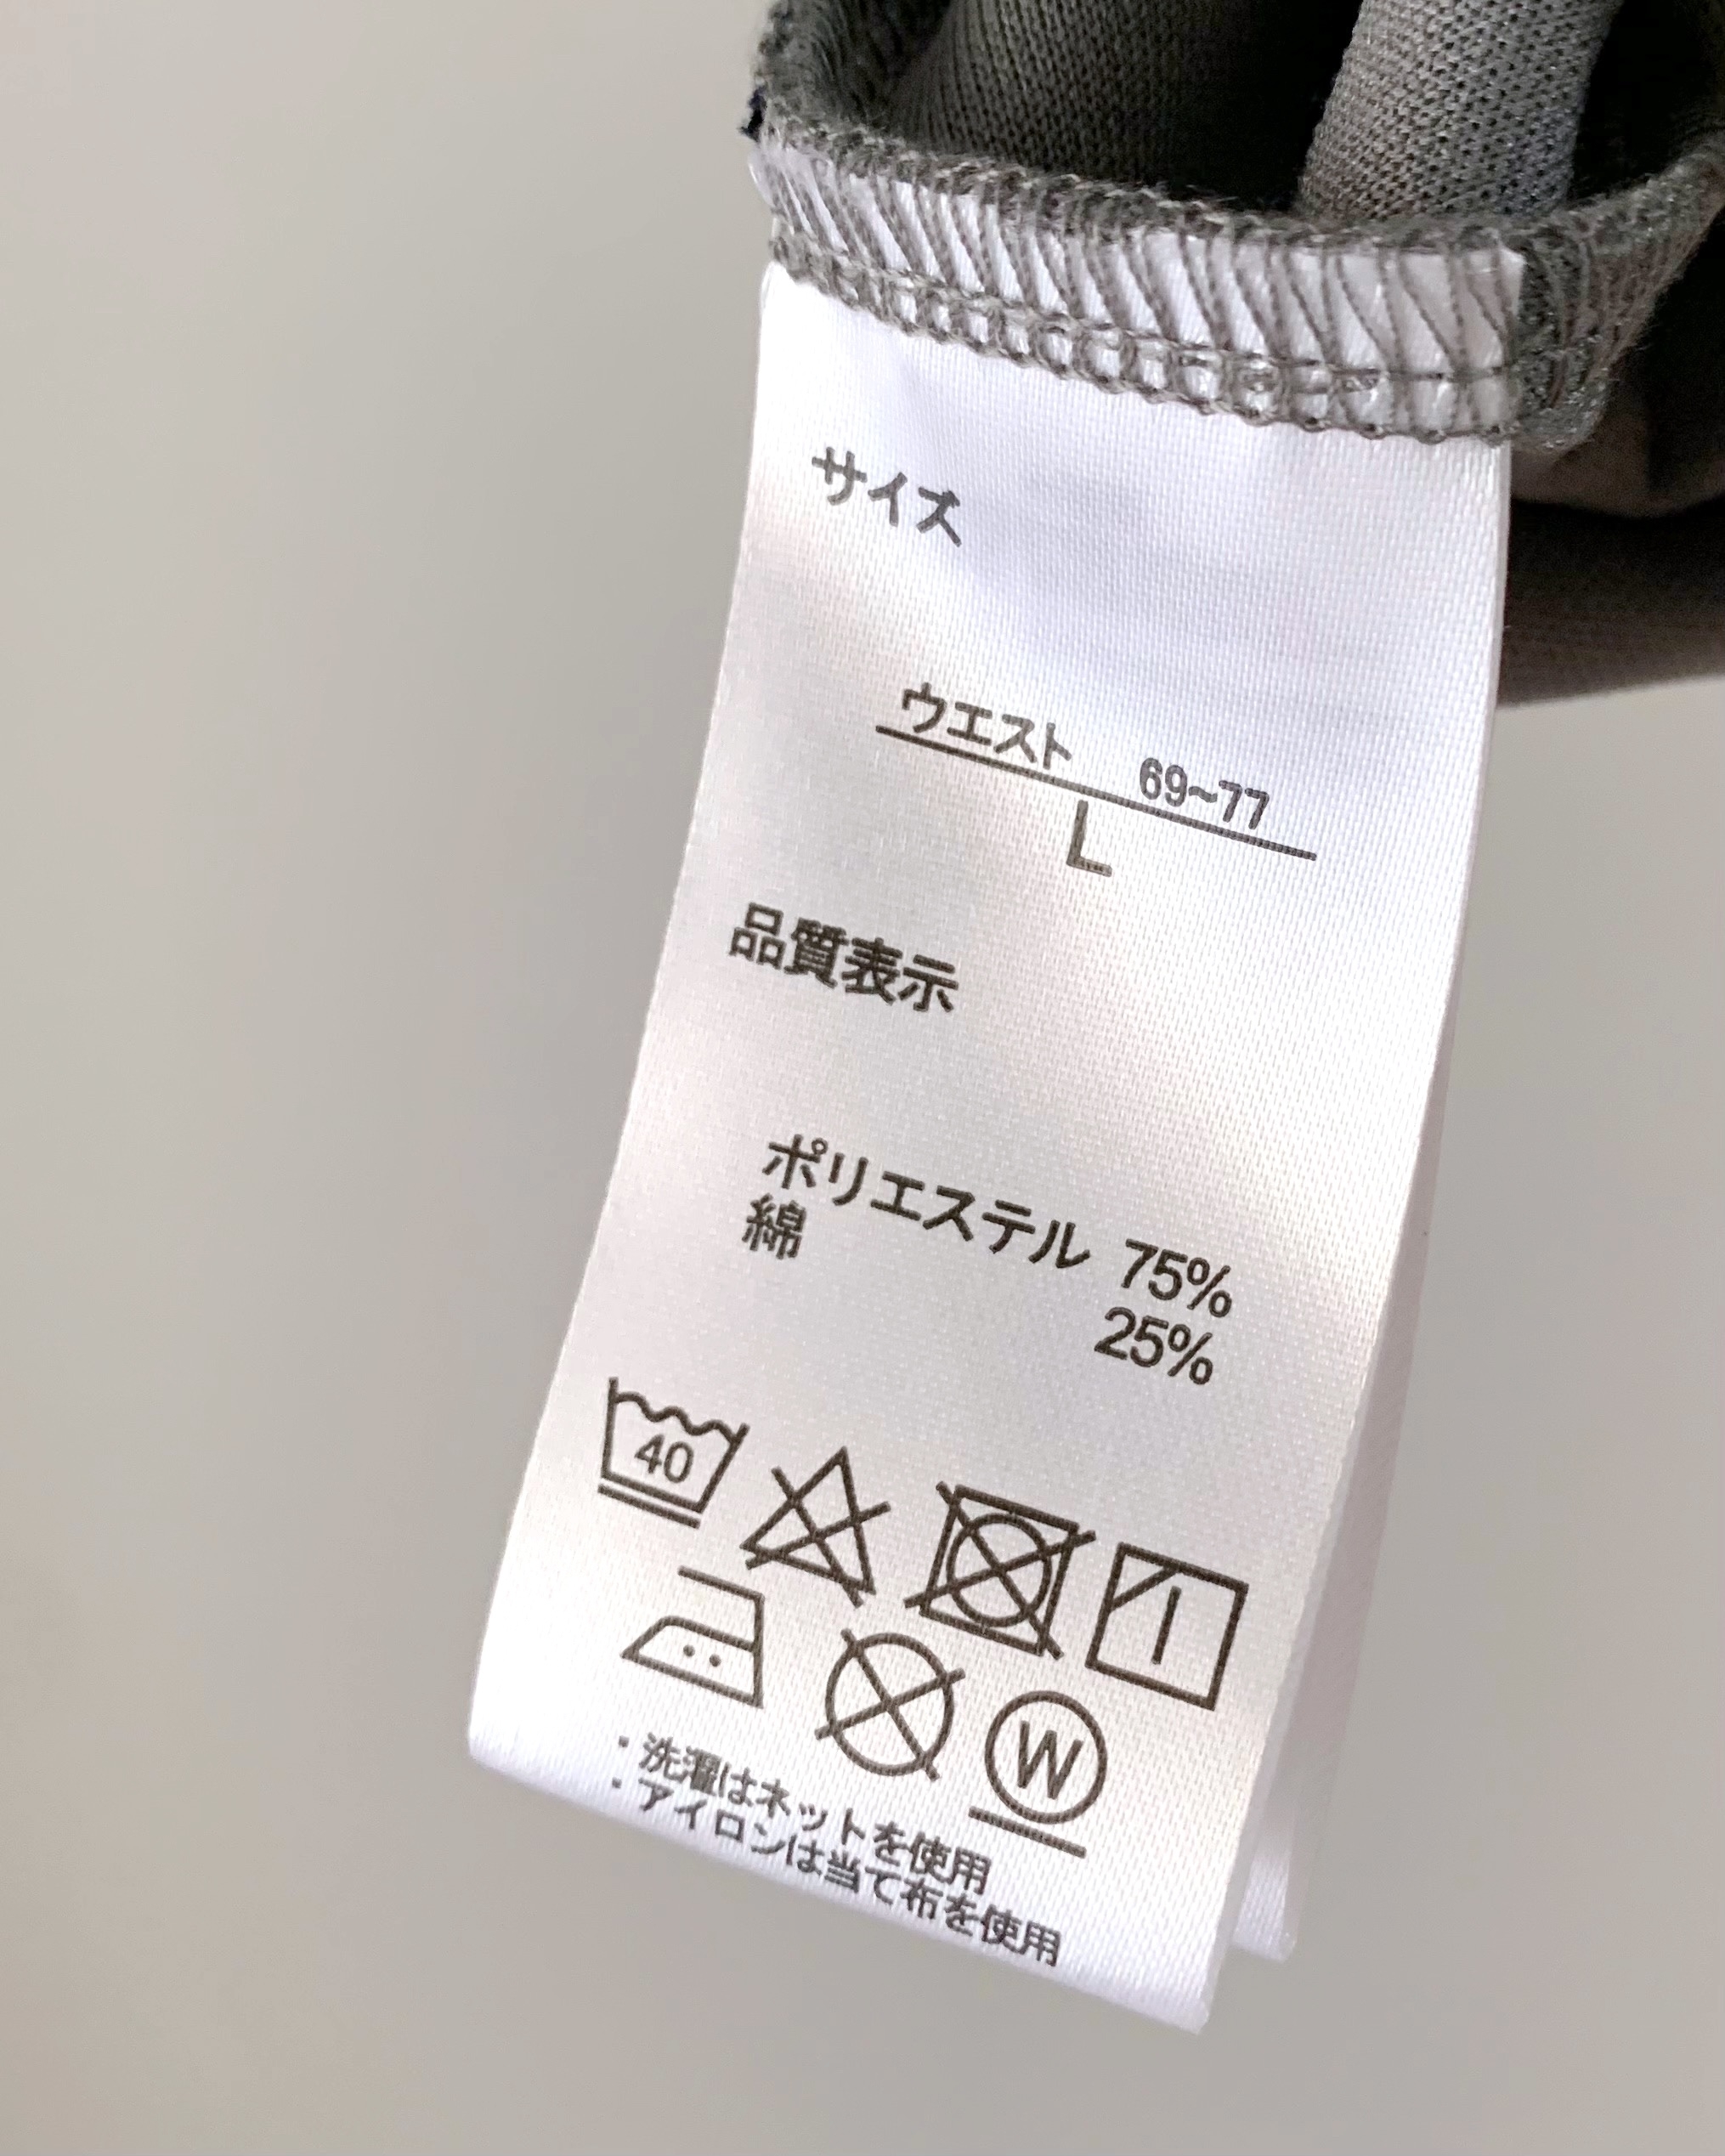 サイズ
ウエスト 69~77
L
品質表示
ポリエステル 75%
綿 25%
40
W
・洗濯はネットを使用
・アイロンは当て布を使用